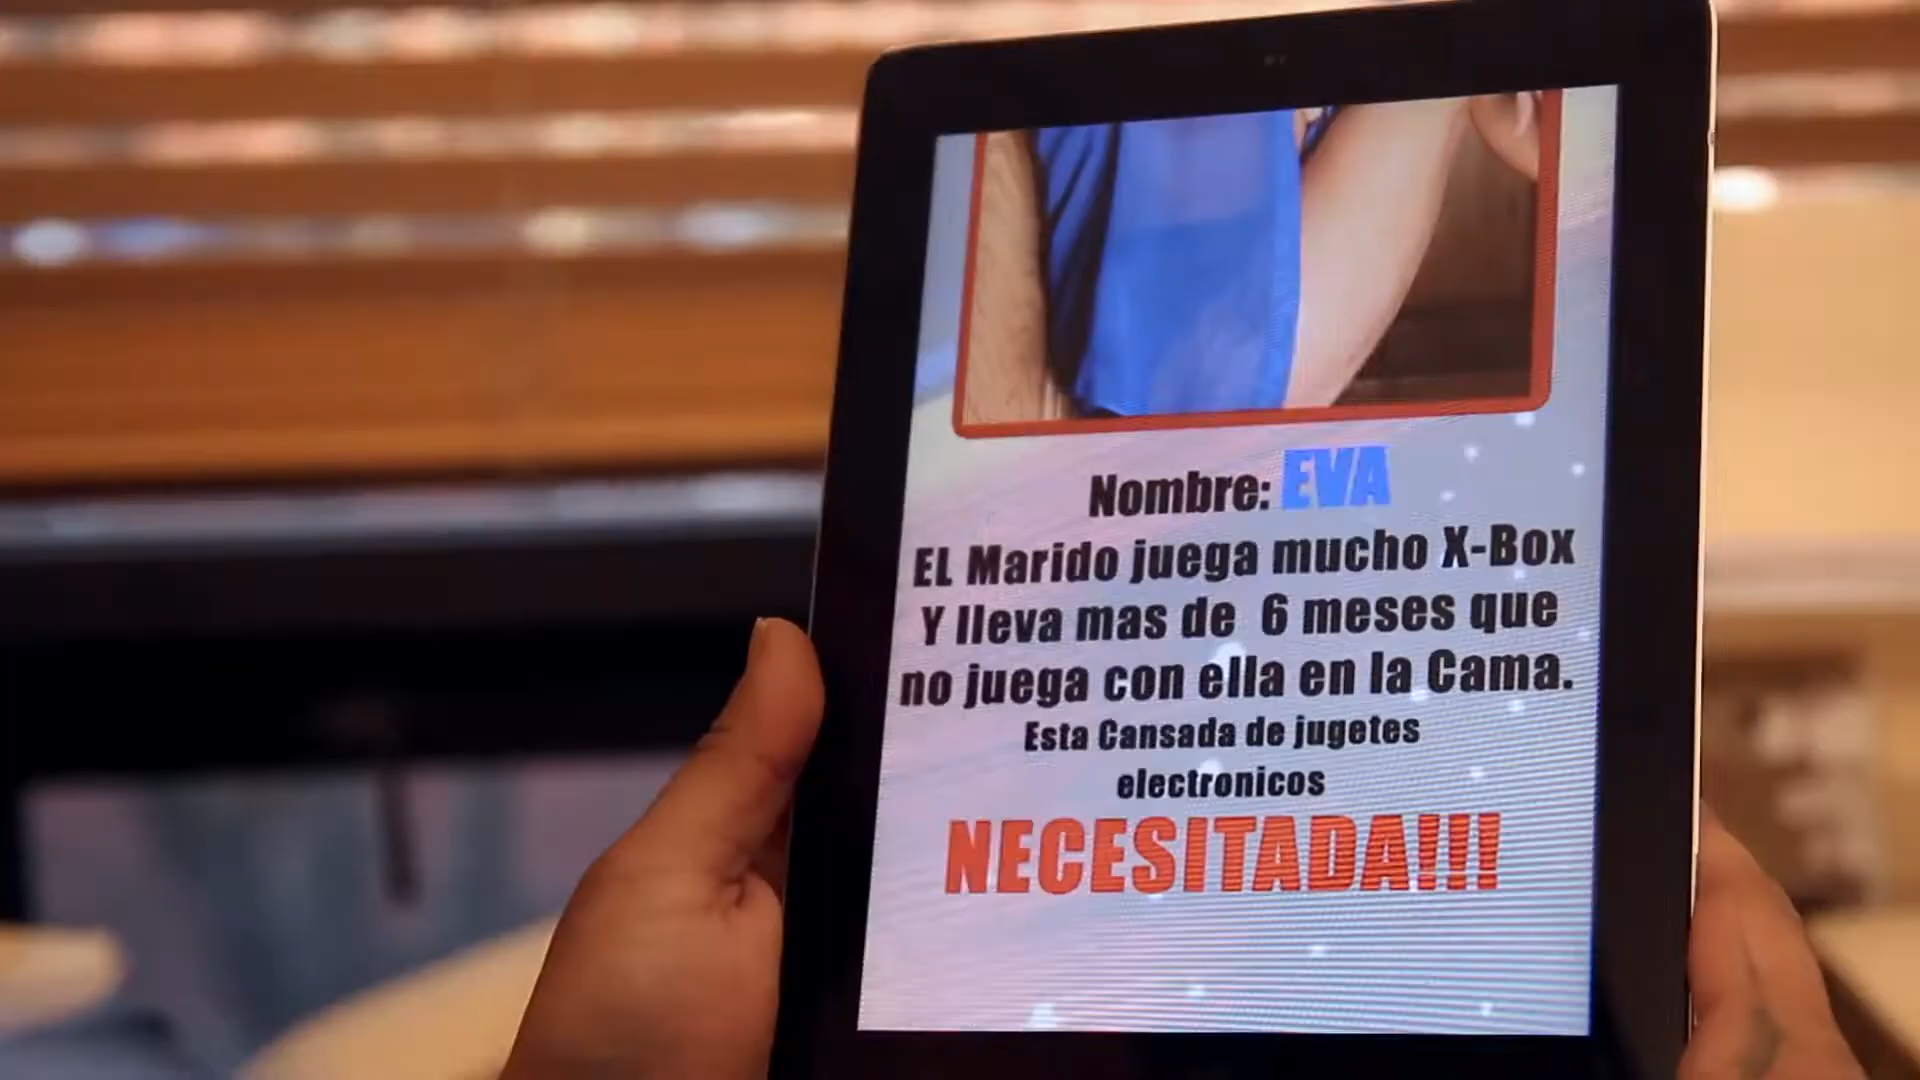 Nombre: EVA
EL Marido juega mucho X-Box
Y lleva mas de 6 meses que
no juega con ella en la Cama.
Esta Cansada de jugetes
electronicos
NECESITADA!!!